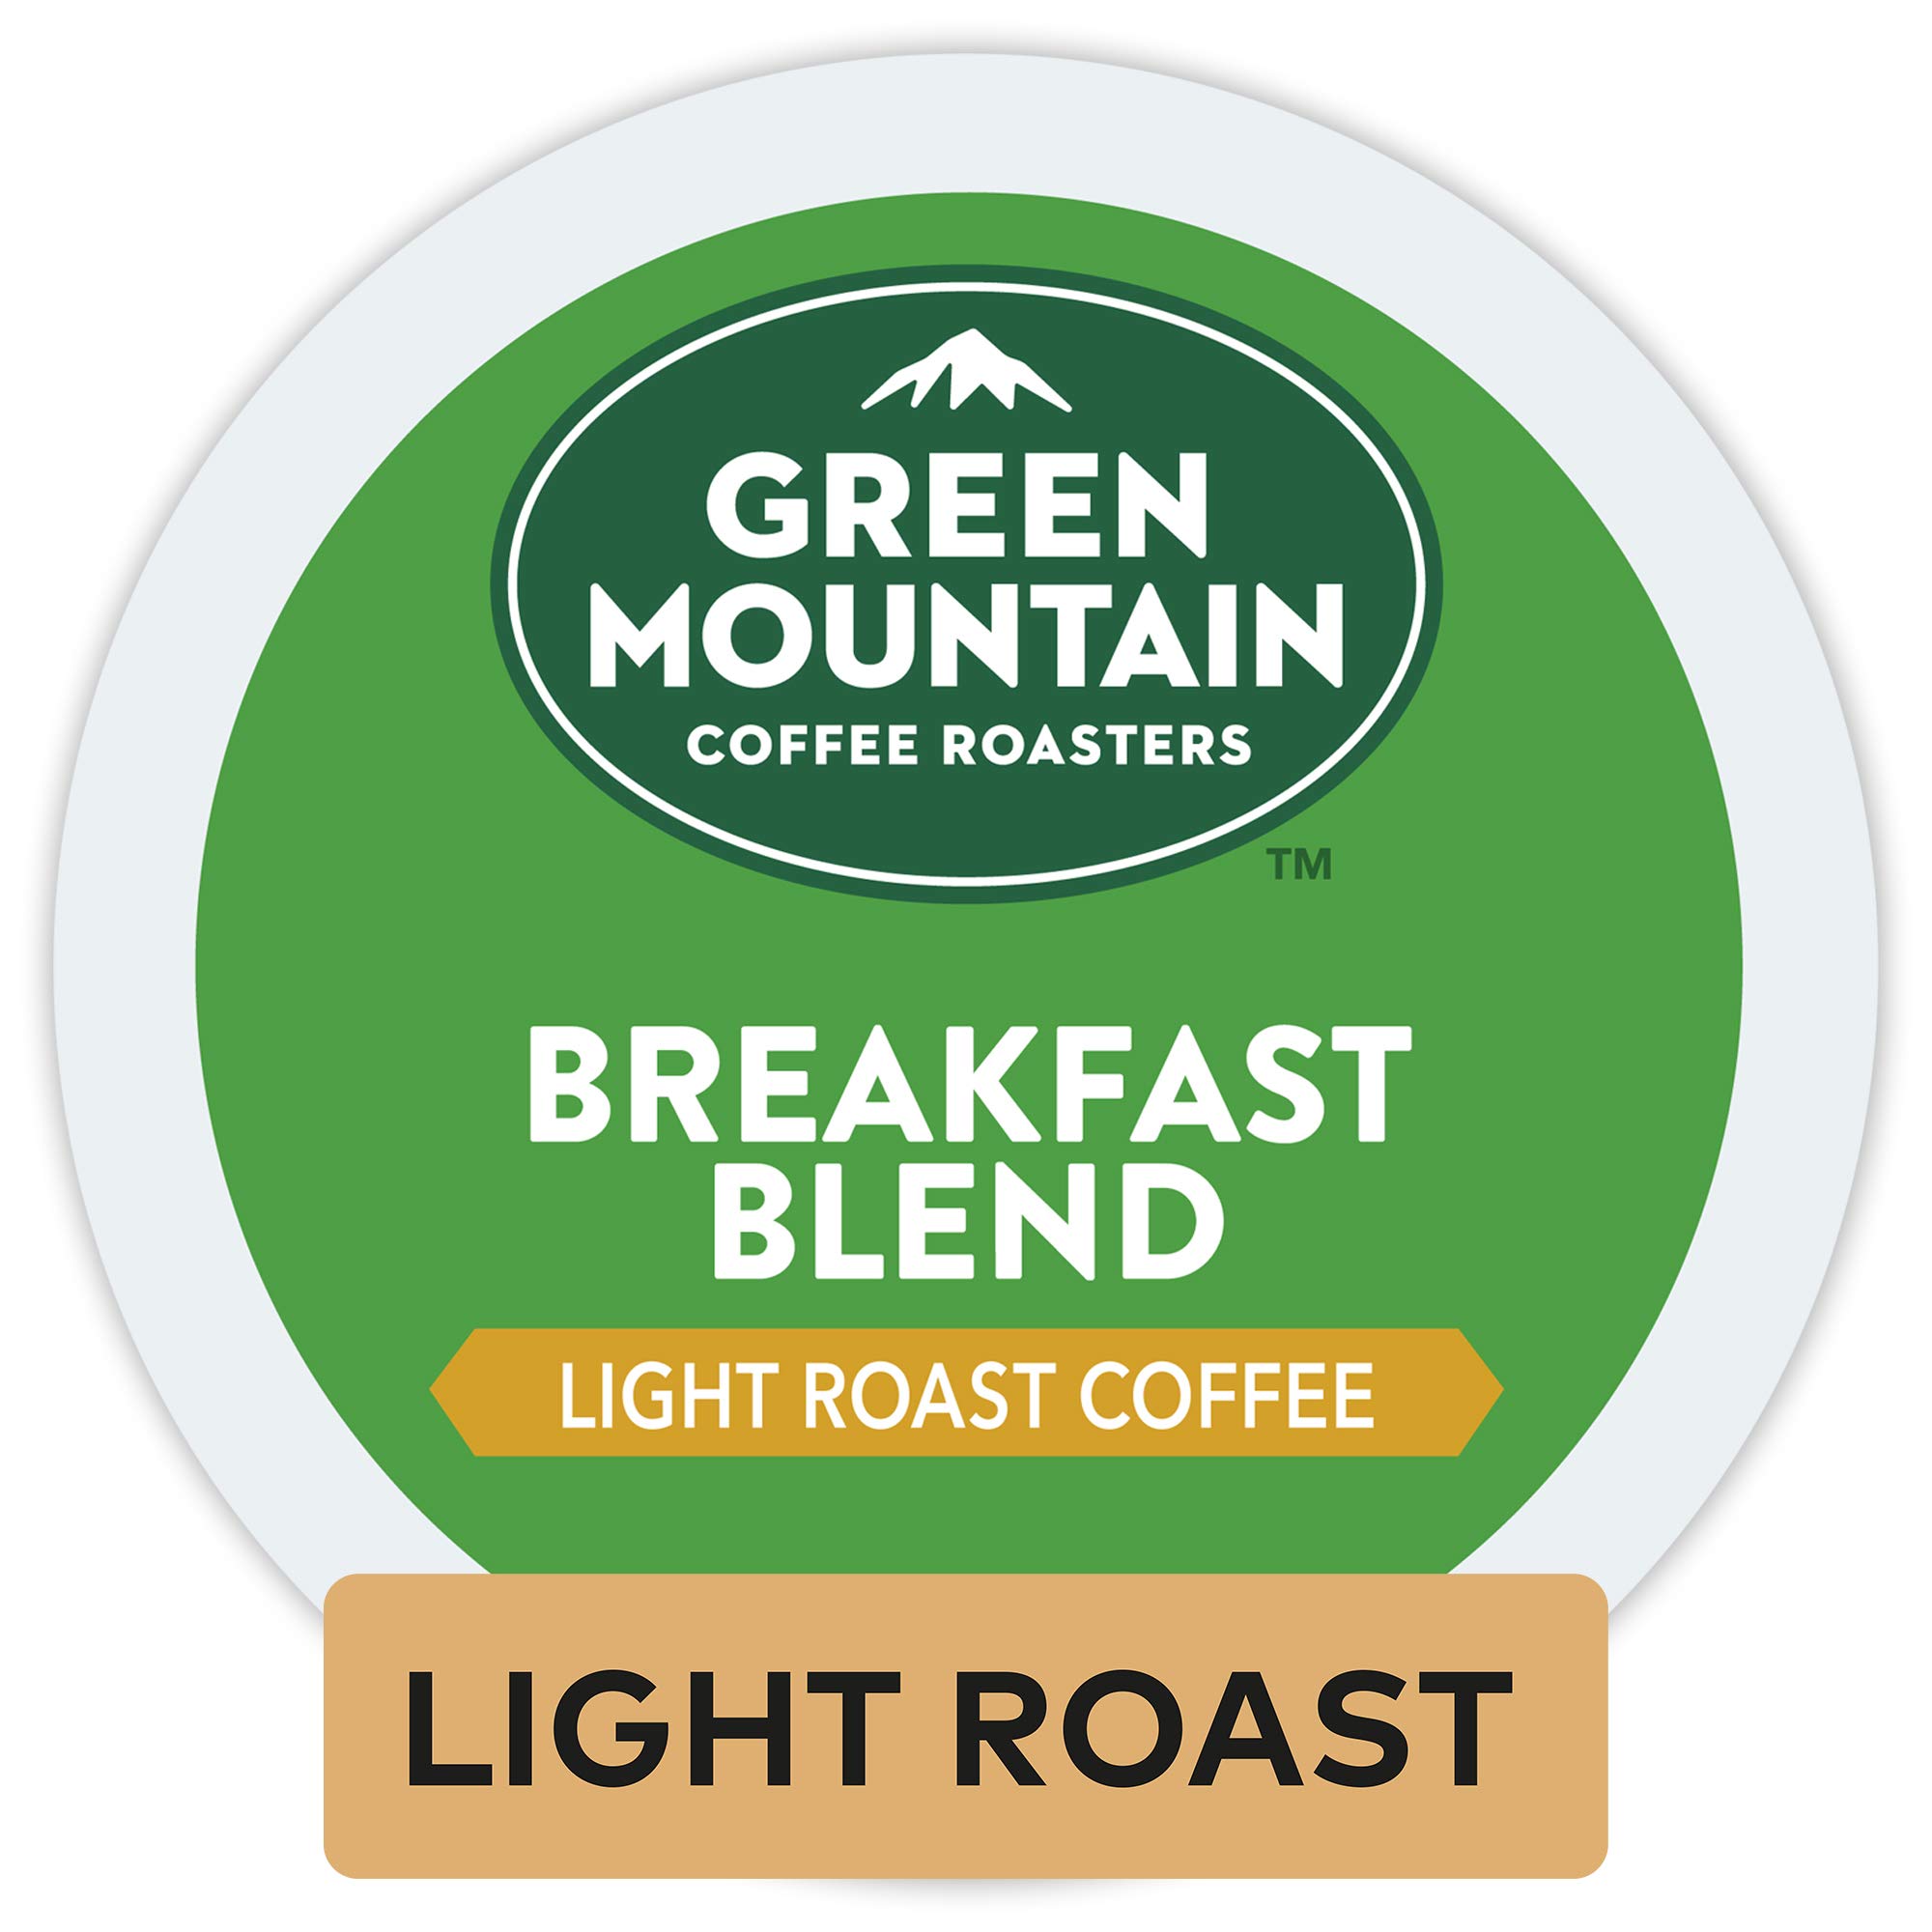 GREEN
MOUNTAIN
COFFEE ROASTERS
TM
BREAKFAST
BLEND
LIGHT ROAST COFFEE
LIGHT ROAST